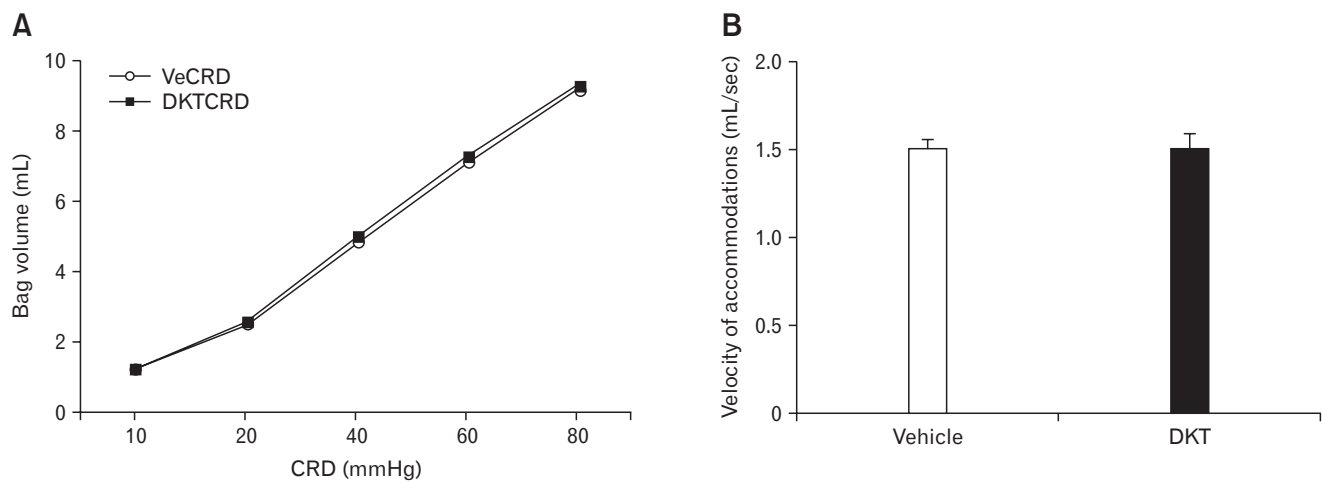 A
Bag volume (mL)
10
8
6
4
2
0
VeCRD
DKTCRD
10 20 40 60 80
CRD (mmHg)
B
Velocity of accommodations (mL/sec)
2.0
1.5
1.0
0.5
0
Vehicle DKT